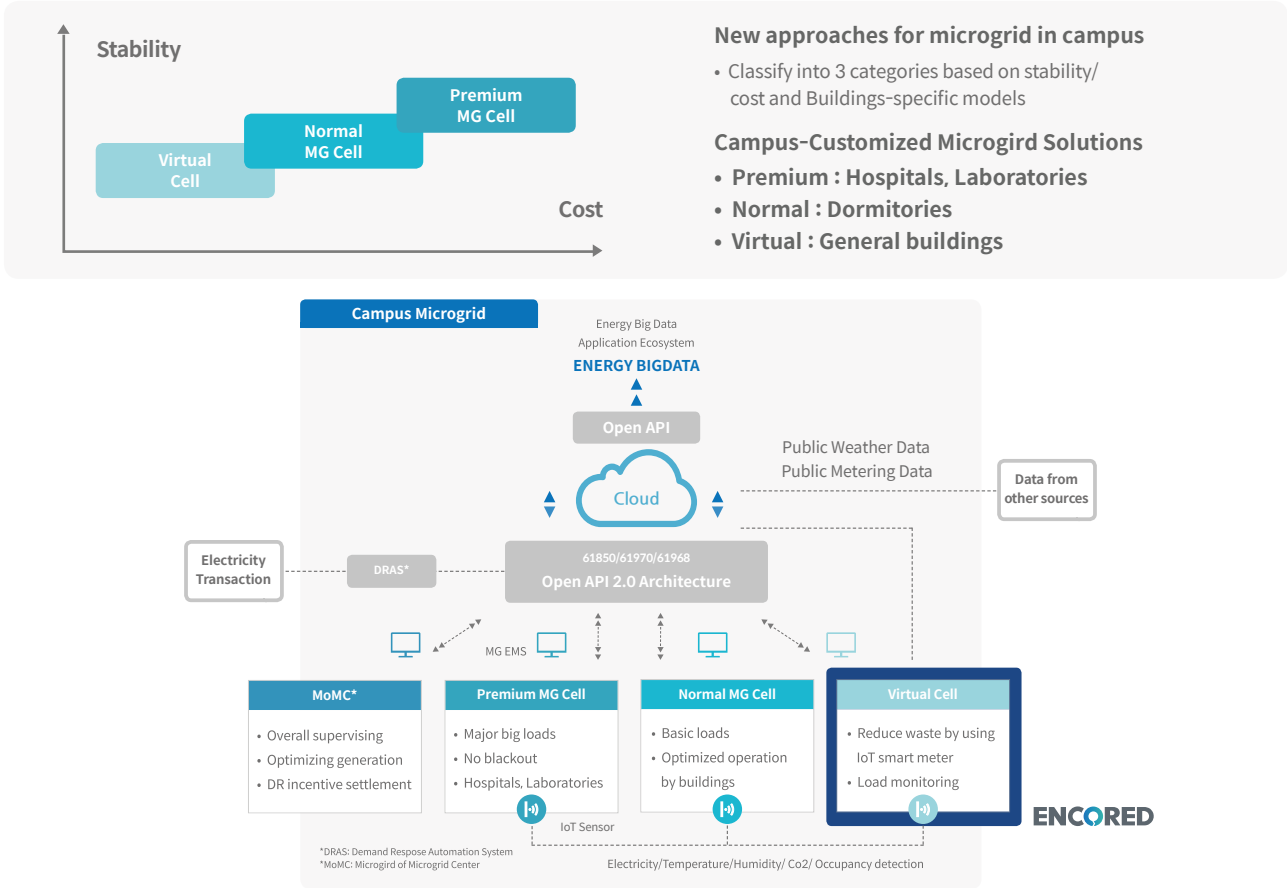 Stability
Premium
MG Cell
Normal
MG Cell
Virtual
Cell
Cost
New approaches for microgrid in campus
• Classify into 3 categories based on stability/
cost and Buildings-specific models
Campus-Customized Microgird Solutions
• Premium : Hospitals, Laboratories
• Normal : Dormitories
• Virtual : General buildings
Campus Microgrid
Energy Big Data
Application Ecosystem
ENERGY BIGDATA
Open API
Cloud
Public Weather Data
Public Metering Data
Data from
other sources
Electricity
Transaction
DRAS*
61850/61970/61968
Open API 2.0 Architecture
MG EMS
MoMC*
• Overall supervising
• Optimizing generation
• DR incentive settlement
Premium MG Cell
• Major big loads
• No blackout
• Hospitals, Laboratories
Normal MG Cell
• Basic loads
• Optimized operation
by buildings
Virtual Cell
• Reduce waste by using
IoT smart meter
• Load monitoring
IoT Sensor
ENCORED
*DRAS: Demand Respose Automation System
*MoMC: Microgird of Microgrid Center
Electricity/Temperature/Humidity/ Co2/ Occupancy detection